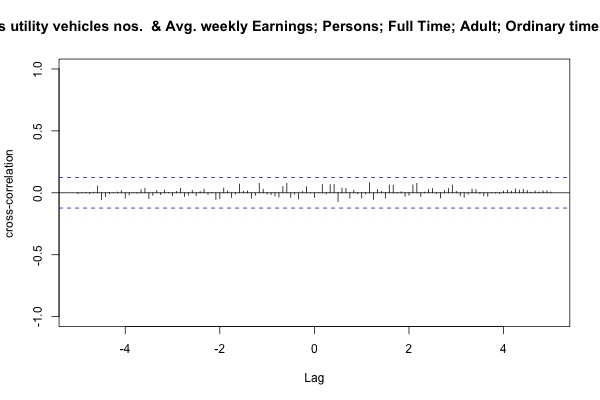 s utility vehicles nos. & Avg. weekly Earnings; Persons; Full Time; Adult; Ordinary time
1.0
0.5
0.0
-0.5
-1.0
cross-correlation
-4 -2 0 2 4
Lag